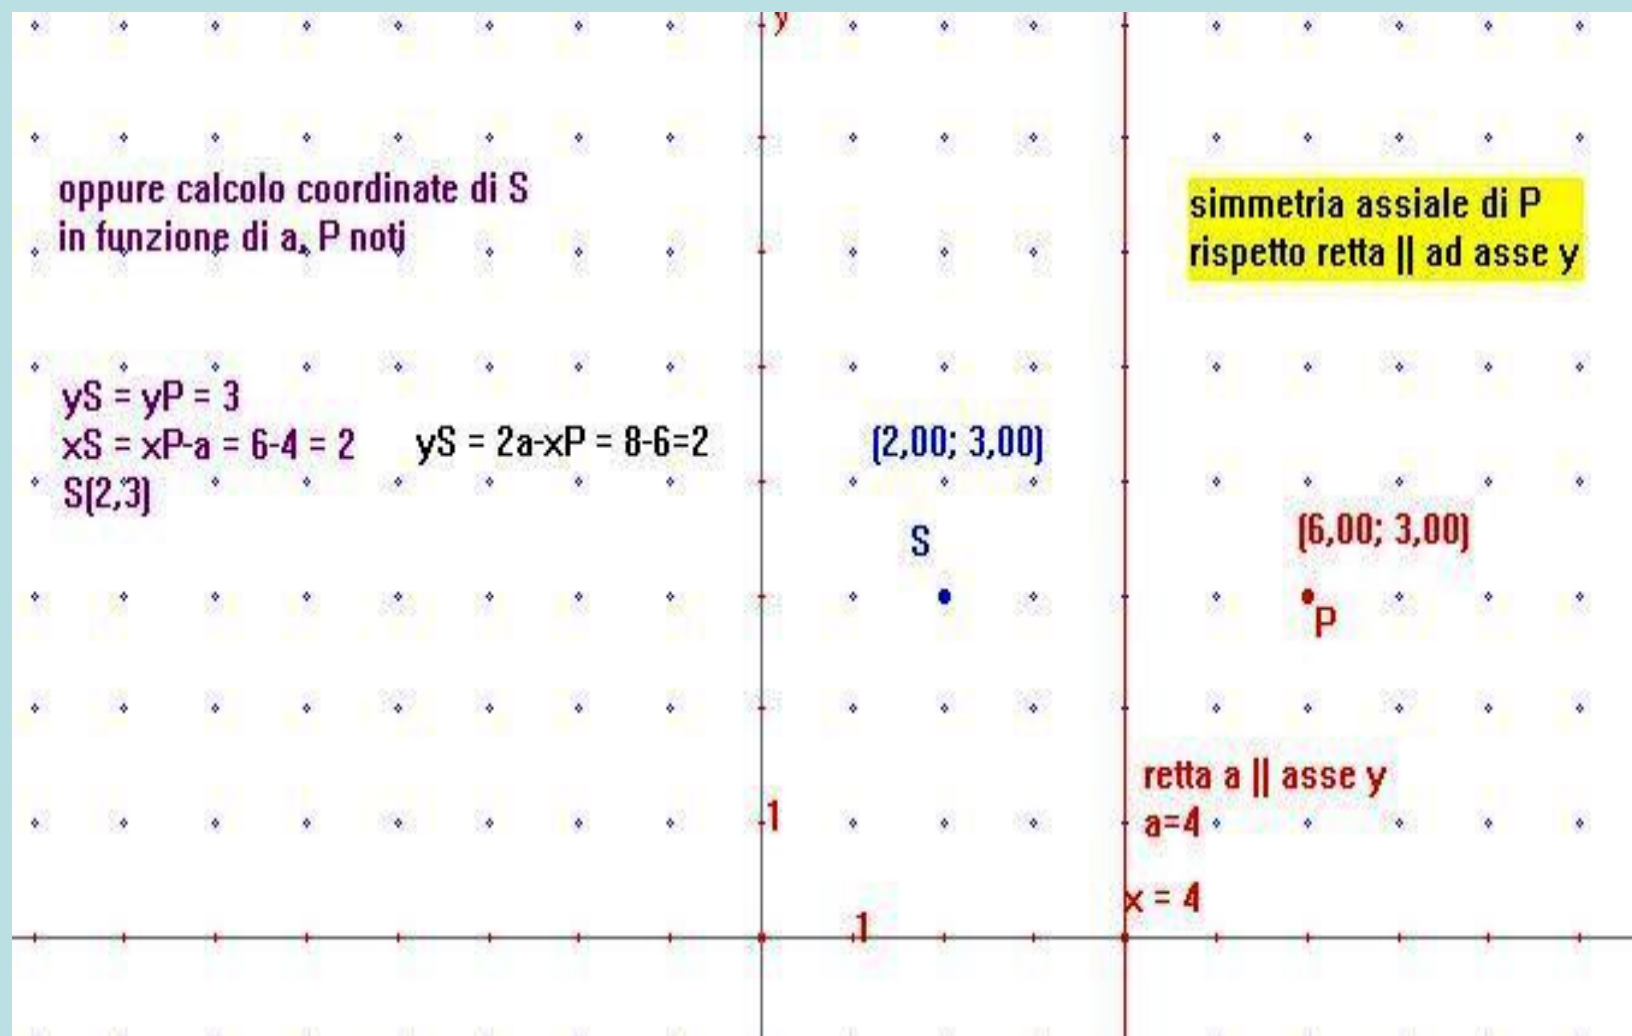 y
oppure calcolo coordinate di S
in funzione di a, P noti
simmetria assiale di P
rispetto retta || ad asse y
yS = yP = 3
xS = xP-a = 6-4 = 2
S(2,3)
yS = 2a-xP = 8-6=2
(2,00; 3,00)
S
(6,00; 3,00)
P
retta a || asse y
a=4
x = 4
1
1